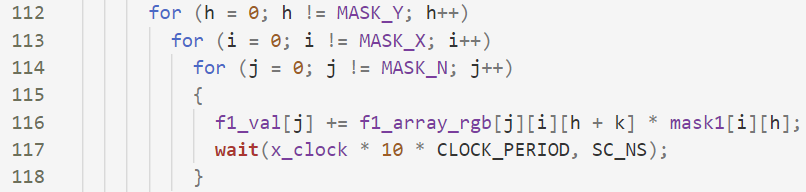 112 for (h = 0; h != MASK_Y; h++)
113 for (i = 0; i != MASK_X; i++)
114 for (j = 0; j != MASK_N; j++)
115 {
116 f1_val[j] += f1_array_rgb[j][i][h + k] * mask1[i][h];
117 wait(x_clock * 10 * CLOCK_PERIOD, SC_NS);
118 }